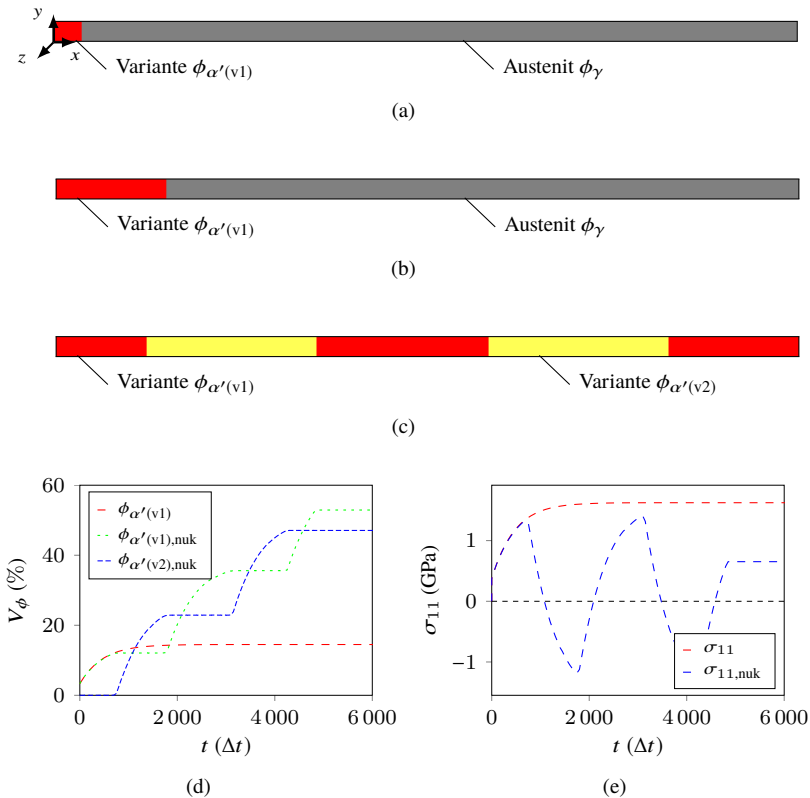 y
z
x
Variante ϕα′(v1)
Austenit ϕγ
(a)
Variante ϕα′(v1)
Austenit ϕγ
(b)
Variante ϕα′(v1)
Variante ϕα′(v2)
(c)
60
40
20
0
Vϕ (%)
ϕα′(v1)
ϕα′(v1),nuk
ϕα′(v2),nuk
0
2 000
4 000
6 000
t (Δt)
(d)
1
0
−1
σ11 (GPa)
σ11
σ11,nuk
0
2 000
4 000
6 000
t (Δt)
(e)